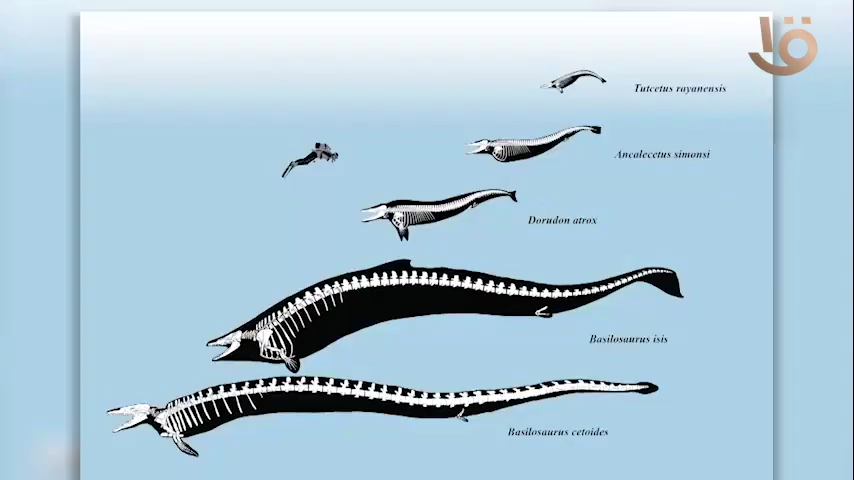 Tutcetus rayanensis
Ancalecetus simonsi
Dorudon atrox
Basilosaurus isis
Basilosaurus cetoides